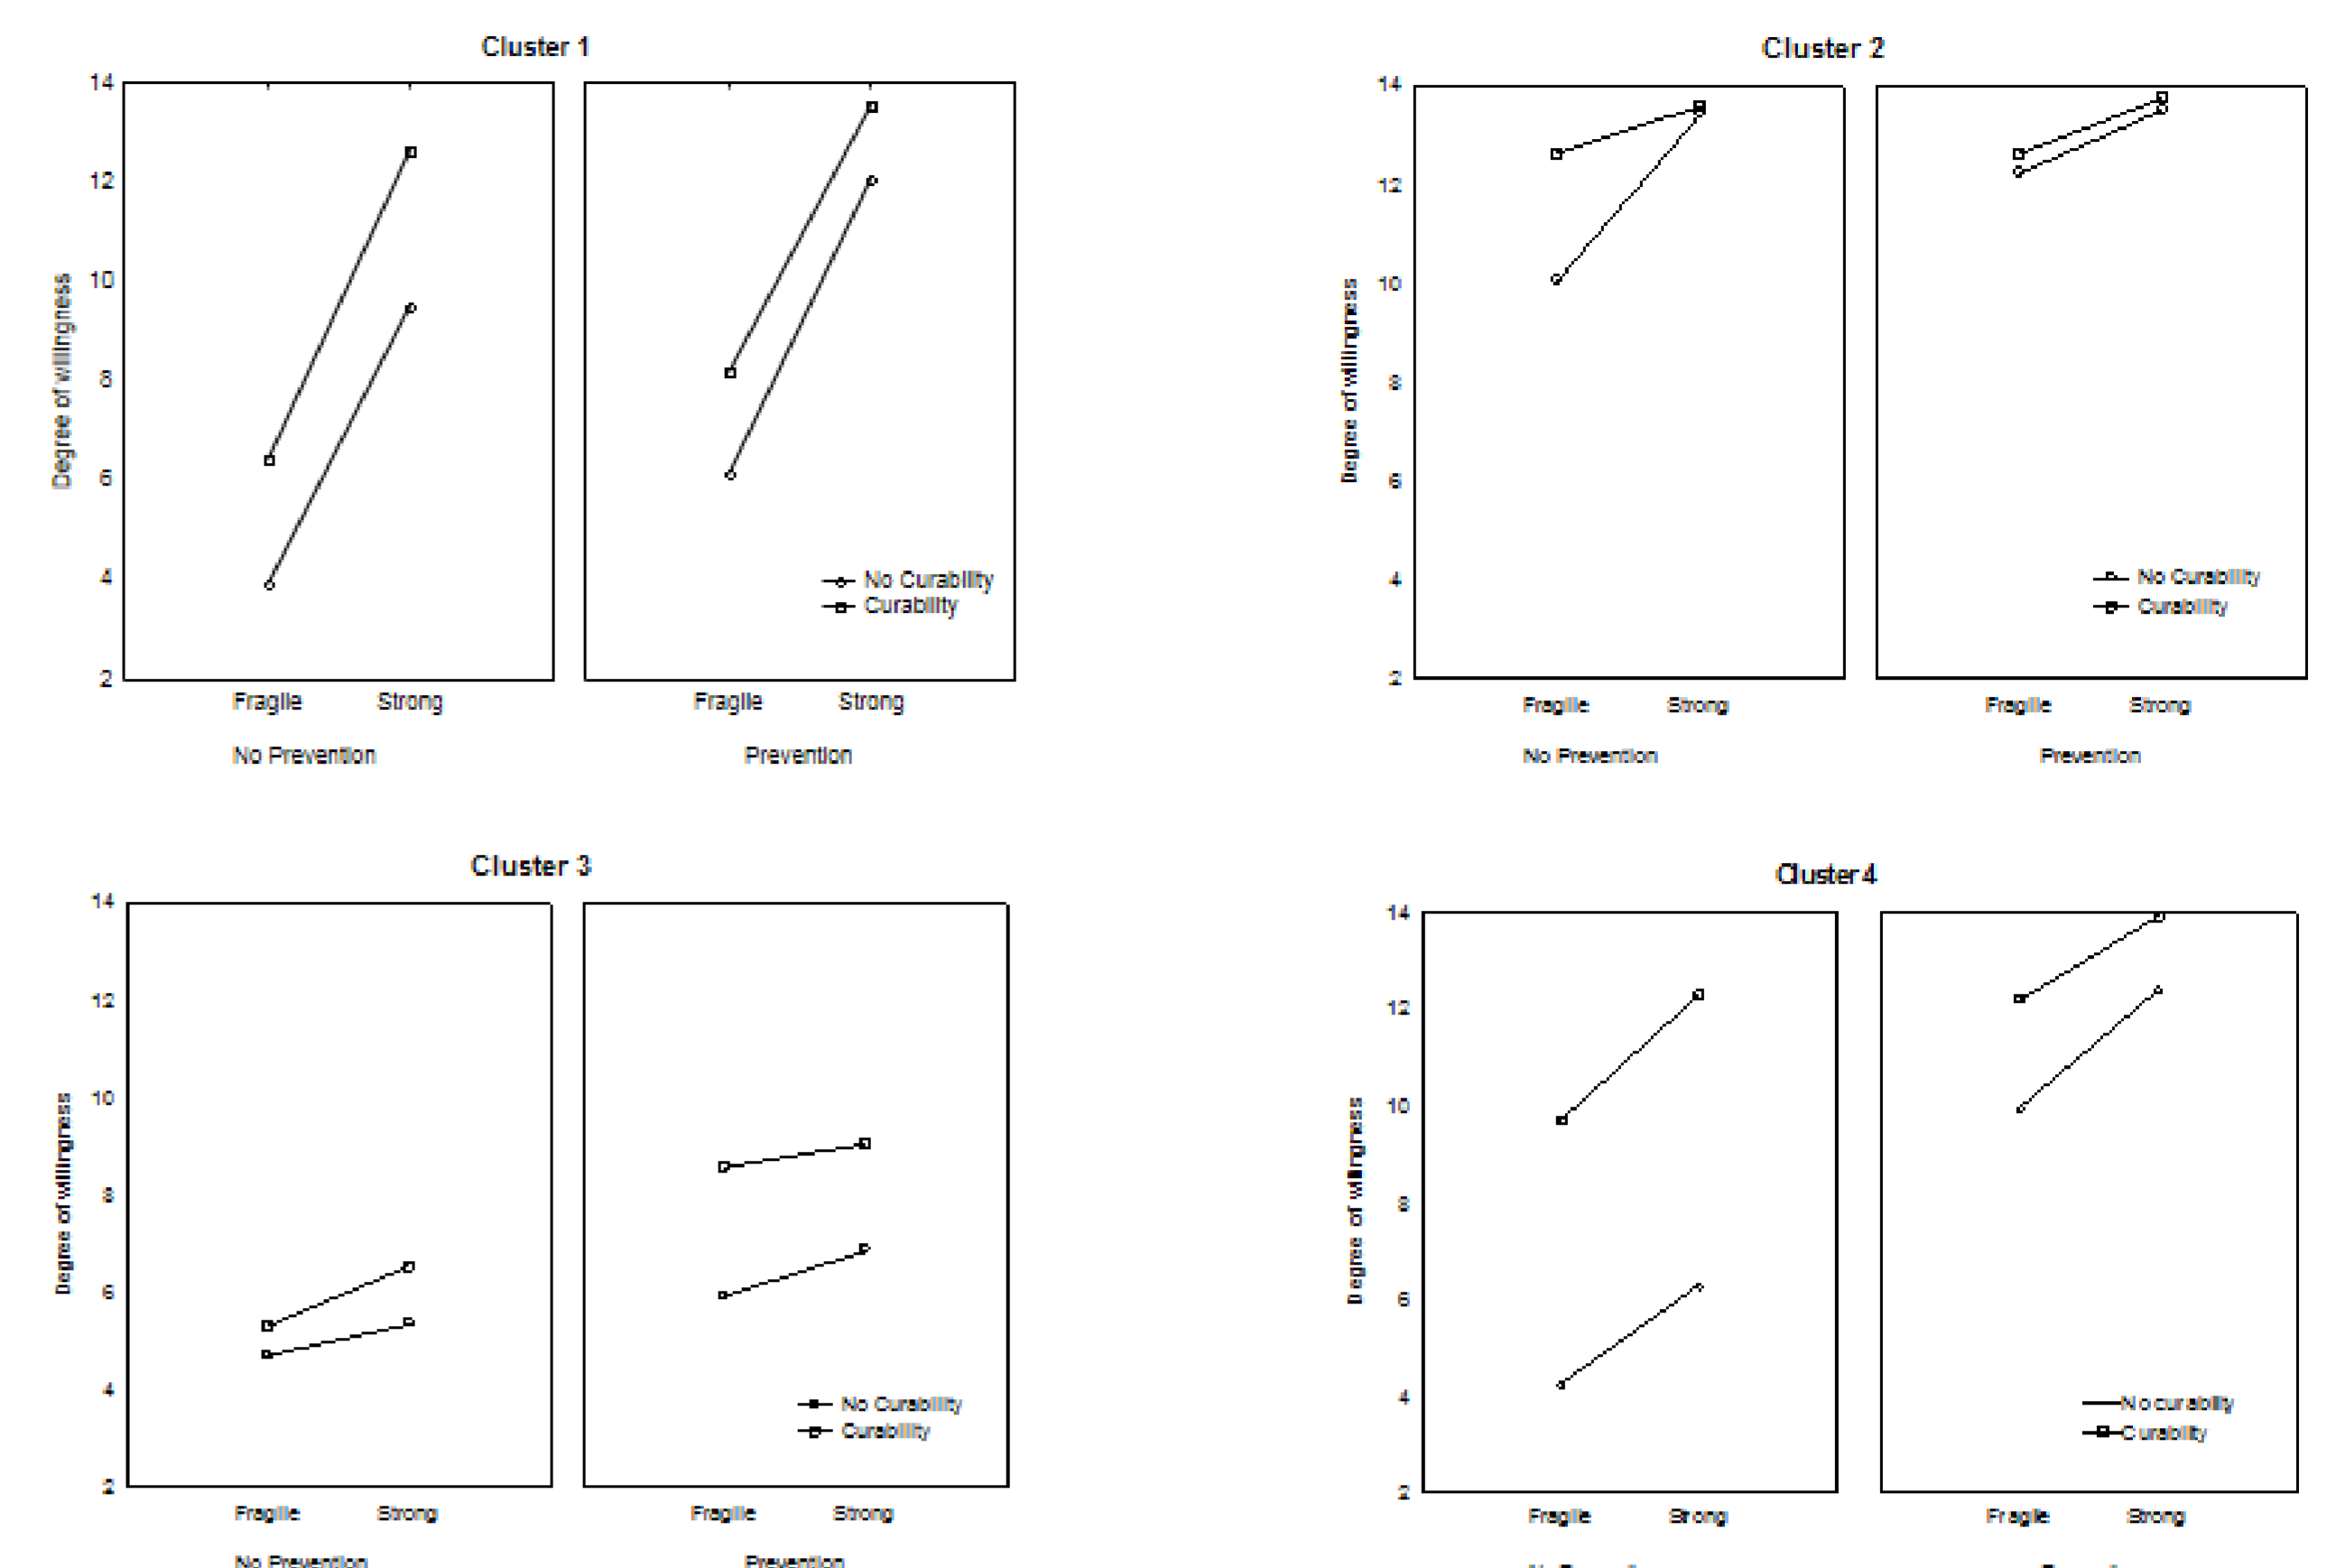 Cluster 1
14
12
10
8
6
4
2
Degree of willingness
No Curability
Curability
Fragile Strong
Fragile Strong
No Prevention
Prevention
Cluster 2
14
12
10
8
6
4
2
Degree of willingness
No Curability
Curability
Fragile Strong
Fragile Strong
No Prevention
Prevention
Cluster 3
14
12
10
8
6
4
2
Degree of willingness
No Curability
Curability
Fragile Strong
Fragile Strong
No Prevention
Prevention
Cluster 4
14
12
10
8
6
4
2
Degree of willingness
No curability
Curability
Fragile Strong
Fragile Strong